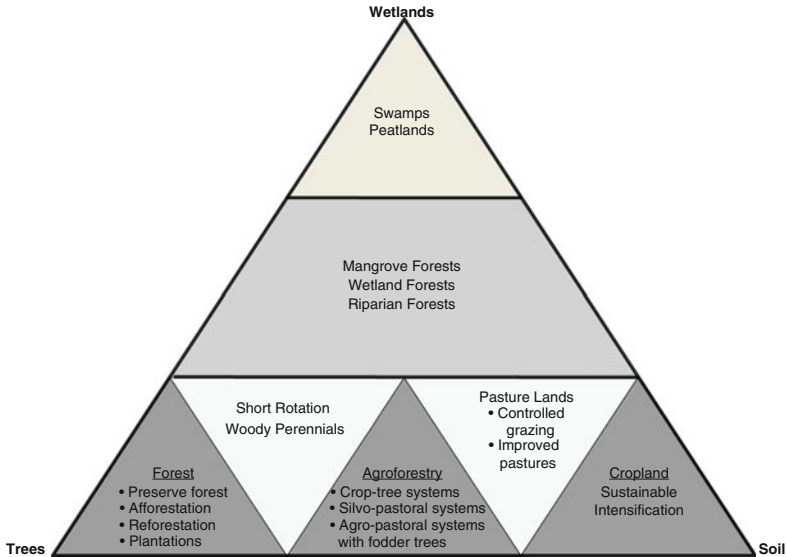 Wetlands
Swamps
Peatlands
Mangrove Forests
Wetland Forests
Riparian Forests
Short Rotation
Woody Perennials
Pasture Lands
• Controlled
grazing
• Improved
pastures
Forest
• Preserve forest
• Afforestation
• Reforestation
• Plantations
Agroforestry
• Crop-tree systems
• Silvo-pastoral systems
• Agro-pastoral systems
with fodder trees
Cropland
Sustainable
Intensification
Trees
Soil